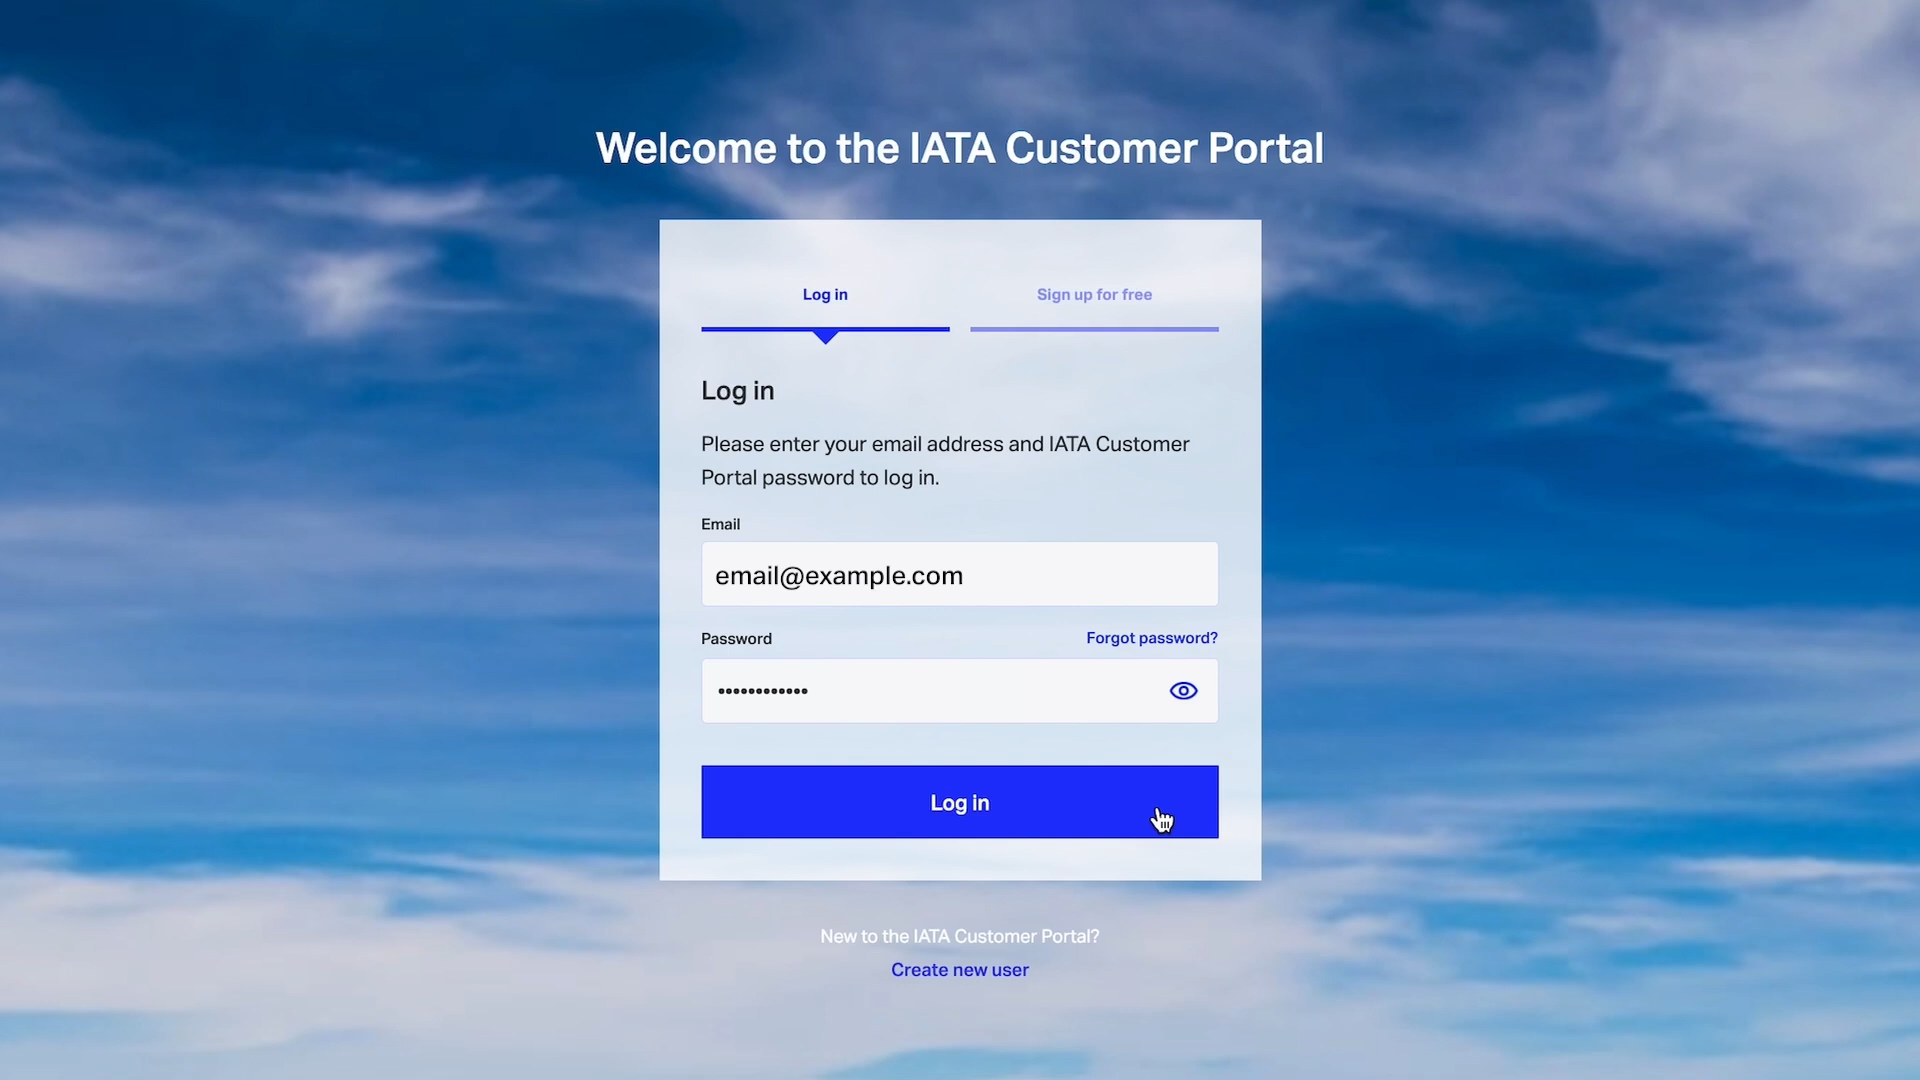 Welcome to the IATA Customer Portal
Log in
Sign up for free
Log in
Please enter your email address and IATA Customer
Portal password to log in.
Email
email@example.com
Password
Forgot password?
••••••••••••
Log in
New to the IATA Customer Portal?
Create new user